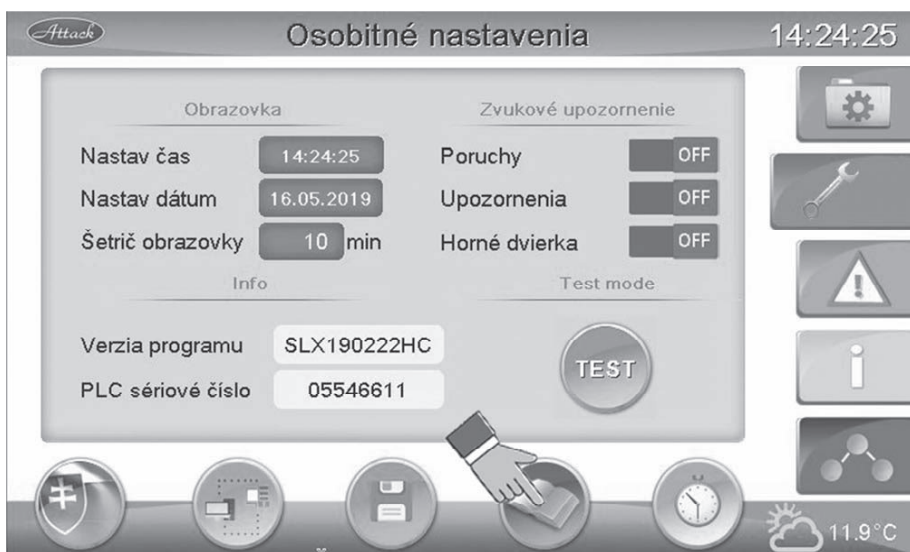 Attack
Osobitné nastavenia
14:24:25
Obrazovka
Nastav čas 14:24:25
Nastav dátum 16.05.2019
Šetrič obrazovky 10 min
Zvukové upozornenie
Poruchy OFF
Upozornenia OFF
Horné dvierka OFF
Info
Verzia programu SLX190222HC
PLC sériové číslo 05546611
Test mode
TEST
11.9°C